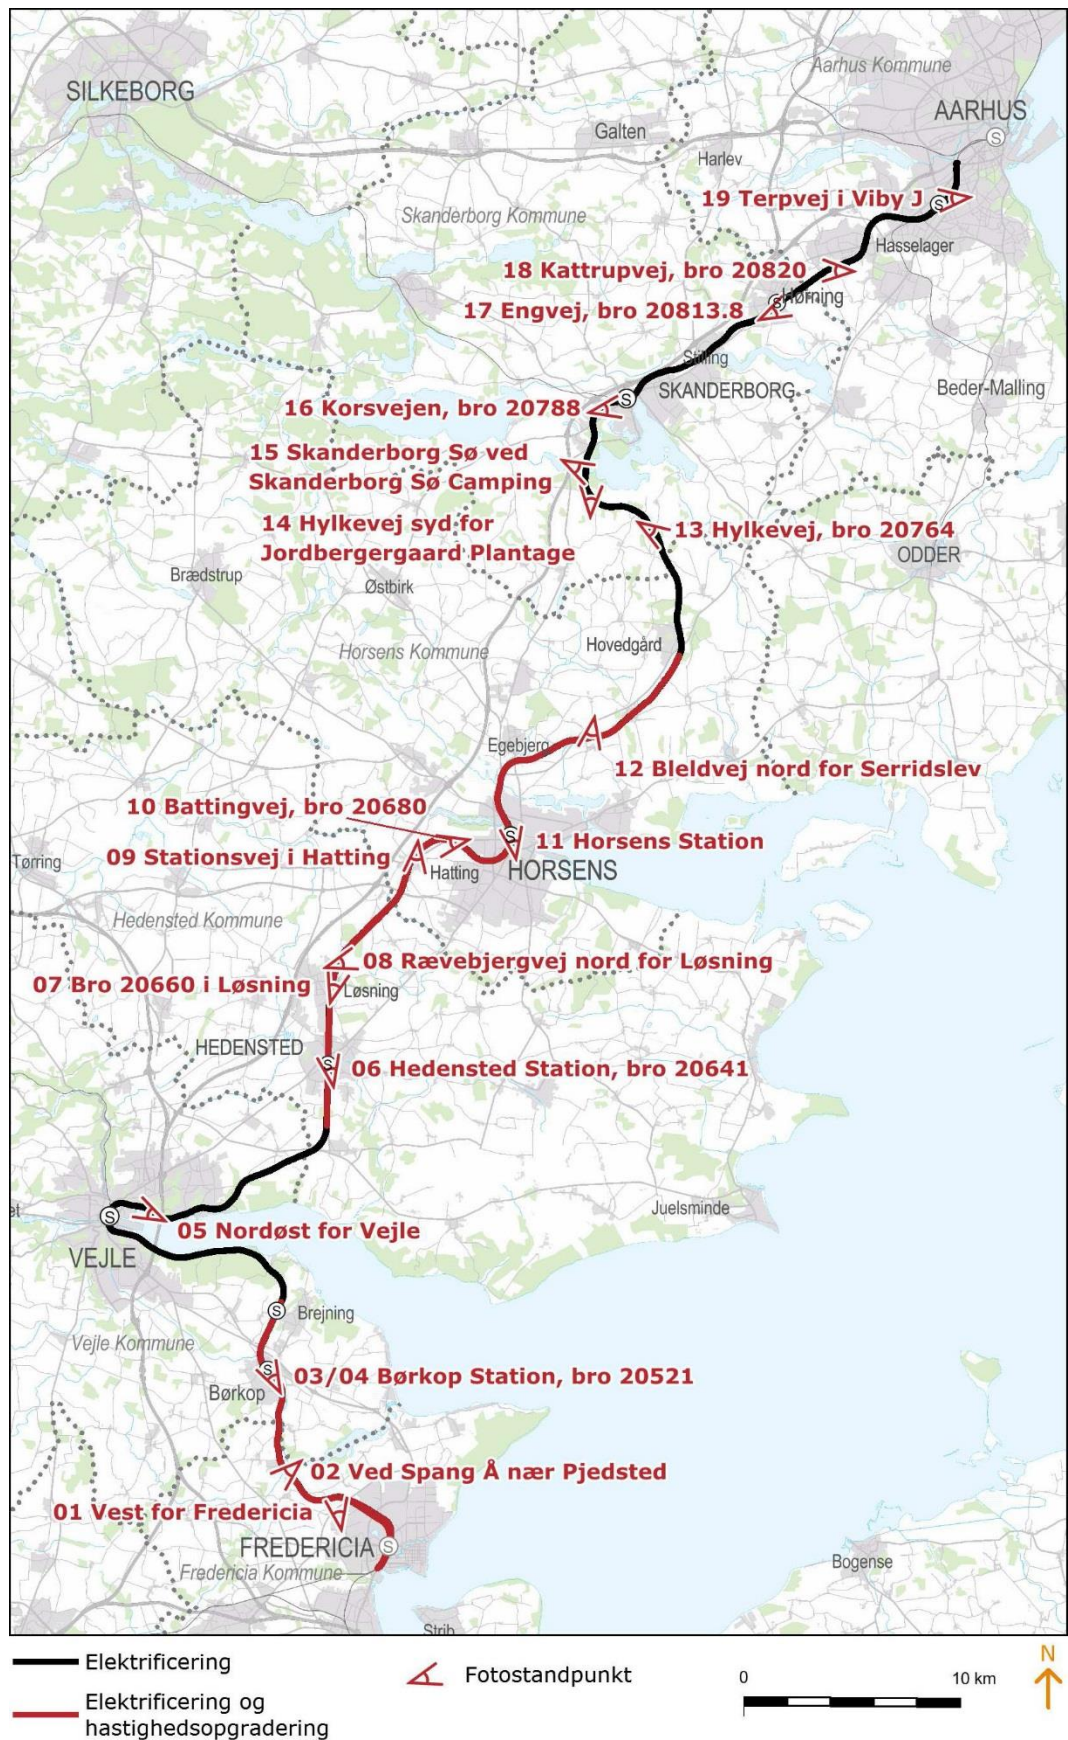 SILKEBORG
Aarhus Kommune
AARHUS
S
Galten
Harlev
19 Terpvej i Viby J
S
Skanderborg Kommune
Hasselager
18 Kattrupvej, bro 20820
S
Hørning
17 Engvej, bro 20813.8
Stilling
SKANDERBORG
Beder-Malling
S
16 Korsvejen, bro 20788
15 Skanderborg Sø ved
Skanderborg Sø Camping
14 Hylkevej syd for
Jordbergergaard Plantage
13 Hylkevej, bro 20764
ODDER
Brædstrup
Østbirk
Hovedgård
Horsens Kommune
Egebjerg
12 Bleldvej nord for Serridslev
10 Battingvej, bro 20680
S
11 Horsens Station
09 Stationsvej i Hatting
Tørring
Hatting
HORSENS
Hedensted Kommune
08 Rævebjergvej nord for Løsning
07 Bro 20660 i Løsning
Løsning
HEDENSTED
S
06 Hedensted Station, bro 20641
Juelsminde
et
S
05 Nordøst for Vejle
VEJLE
S
Brejning
Vejle Kommune
S
03/04 Børkop Station, bro 20521
Børkop
02 Ved Spang Å nær Pjedsted
01 Vest for Fredericia
FREDERICIA
S
Fredericia Kommune
Bogense
Strib
Elektrificering
Elektrificering og
hastighedsopgradering
Fotostandpunkt
0 10 km
N